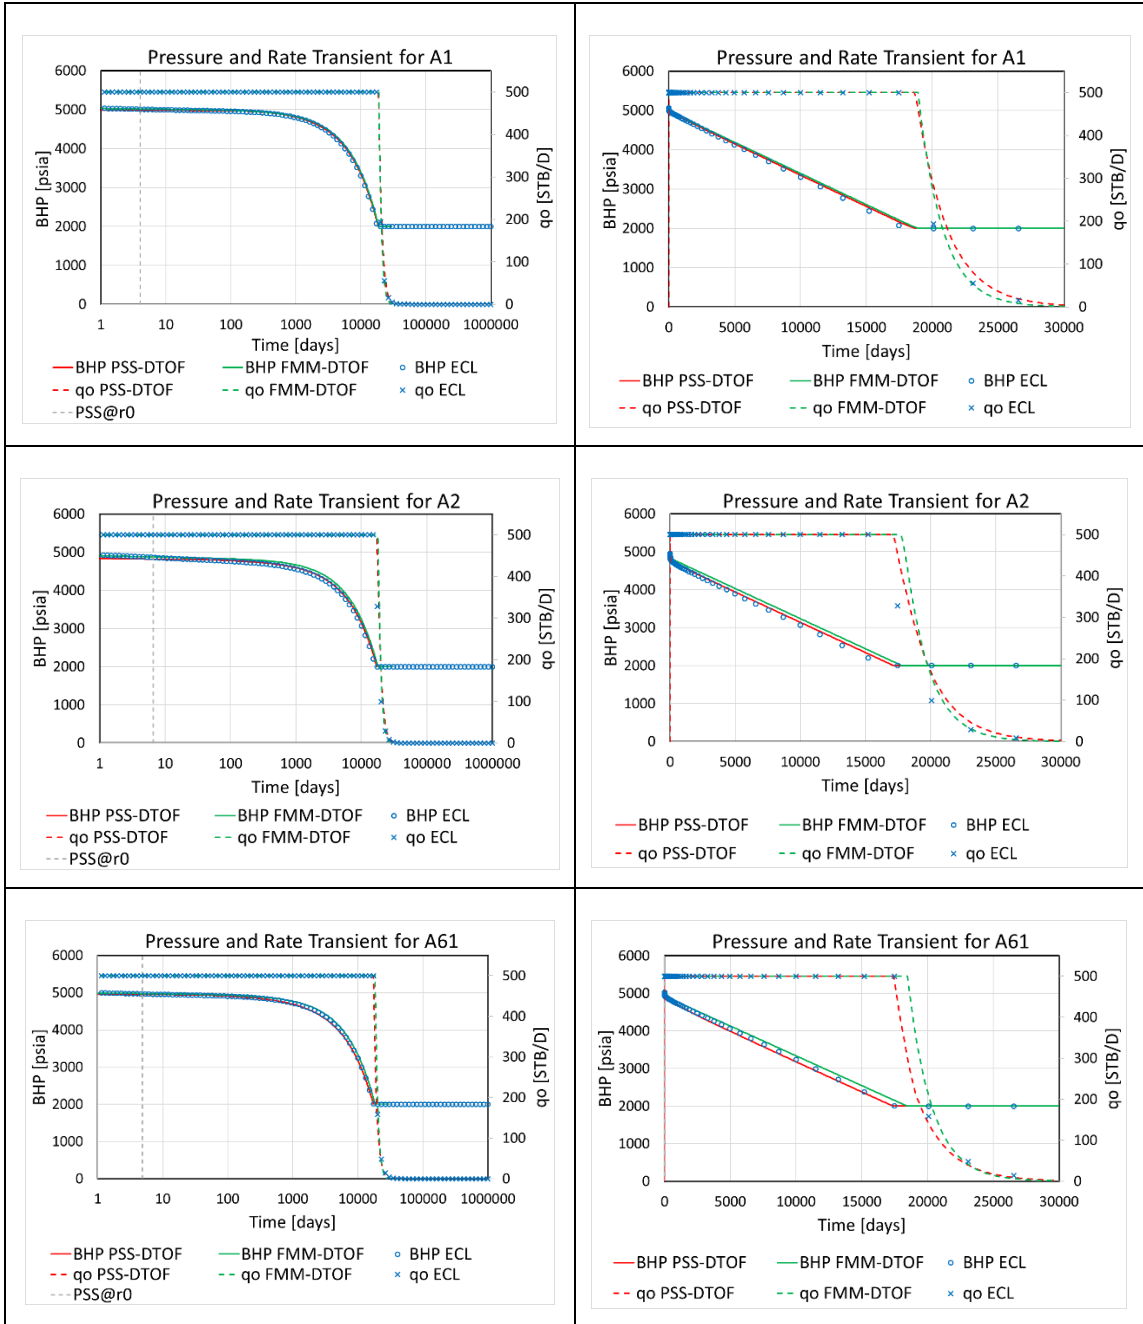 Pressure and Rate Transient for A1
6000
5000
4000
3000
2000
1000
0
BHP [psia]
500
400
300
200
100
0
qo [STB/D]
1 10 100 1000 10000 100000 1000000
Time [days]
BHP PSS-DTOF BHP FMM-DTOF BHP ECL
qo PSS-DTOF qo FMM-DTOF qo ECL
PSS@r0
Pressure and Rate Transient for A1
6000
5000
4000
3000
2000
1000
0
BHP [psia]
500
400
300
200
100
0
qo [STB/D]
0 5000 10000 15000 20000 25000 30000
Time [days]
BHP PSS-DTOF BHP FMM-DTOF BHP ECL
qo PSS-DTOF qo FMM-DTOF qo ECL
Pressure and Rate Transient for A2
6000
5000
4000
3000
2000
1000
0
BHP [psia]
500
400
300
200
100
0
qo [STB/D]
1 10 100 1000 10000 100000 1000000
Time [days]
BHP PSS-DTOF BHP FMM-DTOF BHP ECL
qo PSS-DTOF qo FMM-DTOF qo ECL
PSS@r0
Pressure and Rate Transient for A2
6000
5000
4000
3000
2000
1000
0
BHP [psia]
500
400
300
200
100
0
qo [STB/D]
0 5000 10000 15000 20000 25000 30000
Time [days]
BHP PSS-DTOF BHP FMM-DTOF BHP ECL
qo PSS-DTOF qo FMM-DTOF qo ECL
Pressure and Rate Transient for A61
6000
5000
4000
3000
2000
1000
0
BHP [psia]
500
400
300
200
100
0
qo [STB/D]
1 10 100 1000 10000 100000 1000000
Time [days]
BHP PSS-DTOF BHP FMM-DTOF BHP ECL
qo PSS-DTOF qo FMM-DTOF qo ECL
PSS@r0
Pressure and Rate Transient for A61
6000
5000
4000
3000
2000
1000
0
BHP [psia]
500
400
300
200
100
0
qo [STB/D]
0 5000 10000 15000 20000 25000 30000
Time [days]
BHP PSS-DTOF BHP FMM-DTOF BHP ECL
qo PSS-DTOF qo FMM-DTOF qo ECL